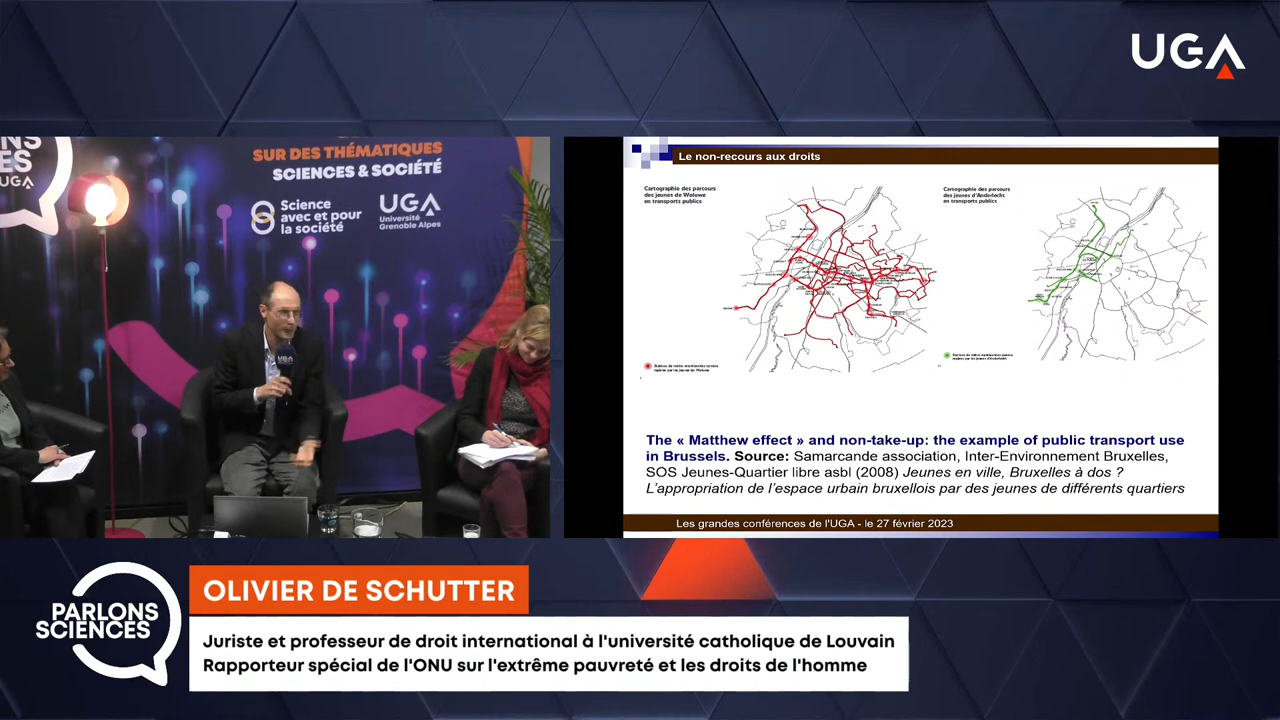 UGA
NS
ES
UGA
SUR DES THÉMATIQUES
SCIENCES & SOCIÉTÉ
Science
avec et pour
la société
UGA
Université
Grenoble Alpes
UGA
Le non-recours aux droits
Cartographie des parcours
des jeunes de Woluwe
en transports publics
Cartographie des parcours
des jeunes d'Anderlecht
en transports publics
The « Matthew effect » and non-take-up: the example of public transport use
in Brussels. Source: Samarcande association, Inter-Environnement Bruxelles,
SOS Jeunes-Quartier libre asbl (2008) Jeunes en ville, Bruxelles à dos ?
L'appropriation de l'espace urbain bruxellois par des jeunes de différents quartiers
Les grandes conférences de l'UGA - le 27 février 2023
PARLONS
SCIENCES
OLIVIER DE SCHUTTER
Juriste et professeur de droit international à l'université catholique de Louvain
Rapporteur spécial de l'ONU sur l'extrême pauvreté et les droits de l'homme